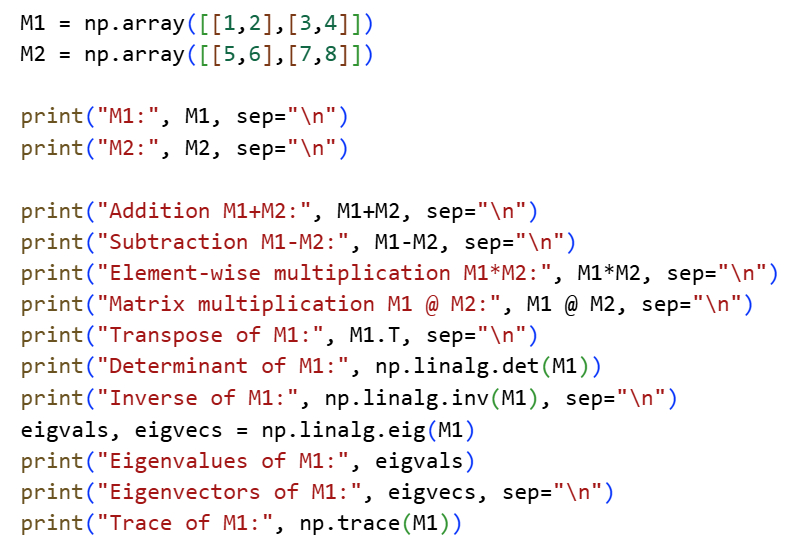 M1 = np.array([[1,2],[3,4]])
M2 = np.array([[5,6],[7,8]])

print("M1:", M1, sep="\n")
print("M2:", M2, sep="\n")

print("Addition M1+M2:", M1+M2, sep="\n")
print("Subtraction M1-M2:", M1-M2, sep="\n")
print("Element-wise multiplication M1*M2:", M1*M2, sep="\n")
print("Matrix multiplication M1 @ M2:", M1 @ M2, sep="\n")
print("Transpose of M1:", M1.T, sep="\n")
print("Determinant of M1:", np.linalg.det(M1))
print("Inverse of M1:", np.linalg.inv(M1), sep="\n")
eigvals, eigvecs = np.linalg.eig(M1)
print("Eigenvalues of M1:", eigvals)
print("Eigenvectors of M1:", eigvecs, sep="\n")
print("Trace of M1:", np.trace(M1))